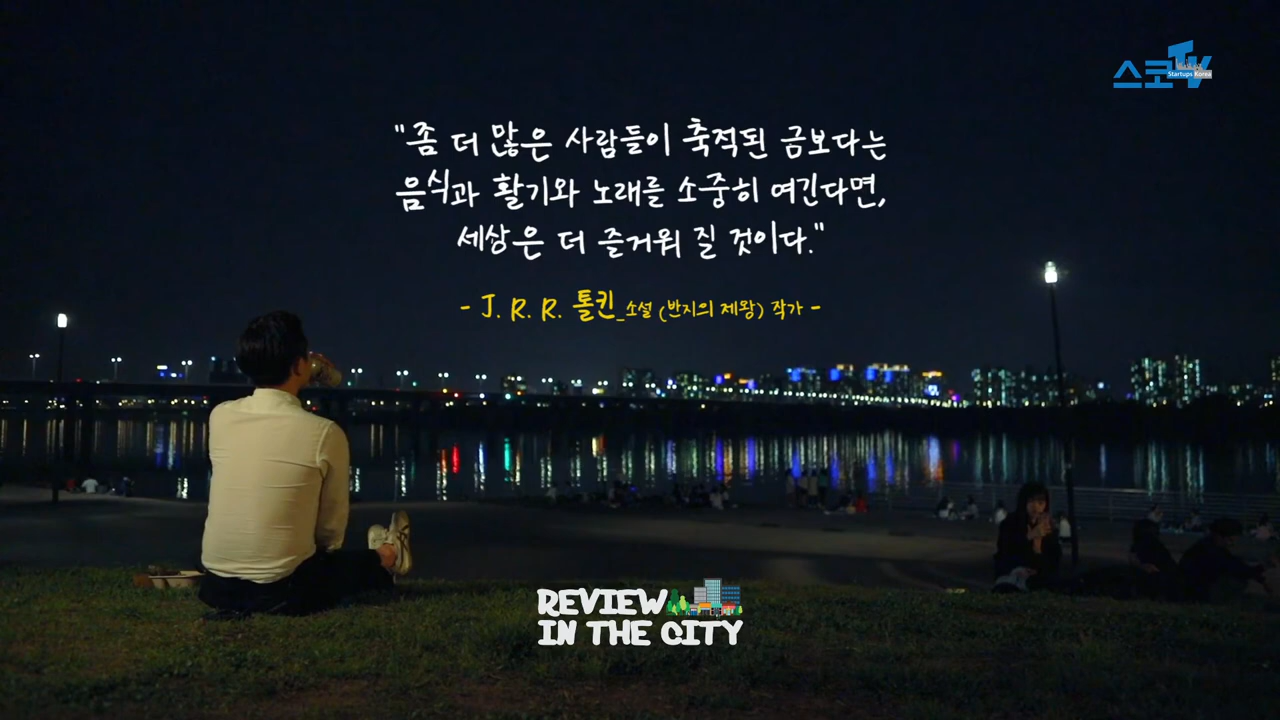 스코TV
Startups Korea
"좀 더 많은 사람들이 축적된 금보다는
음식과 활기와 노래를 소중히 여긴다면,
세상은 더 즐거워 질 것이다."
- J. R. R. 톨킨_소설 (반지의 제왕) 작가 -
REVIEW
IN THE CITY